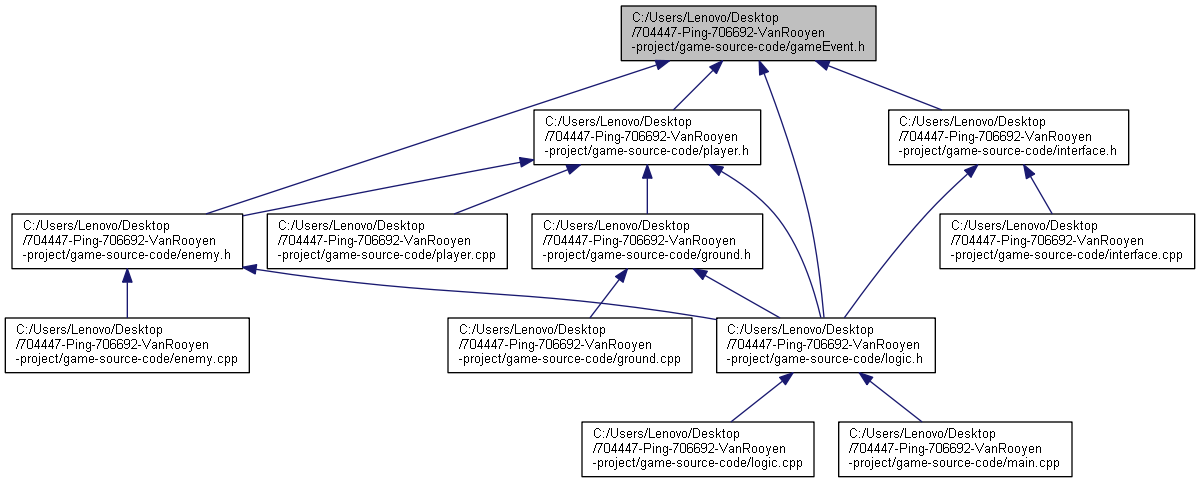 C:/Users/Lenovo/Desktop
/704447-Ping-706692-VanRooyen
-project/game-source-code/gameEvent.h
C:/Users/Lenovo/Desktop
/704447-Ping-706692-VanRooyen
-project/game-source-code/player.h
C:/Users/Lenovo/Desktop
/704447-Ping-706692-VanRooyen
-project/game-source-code/interface.h
C:/Users/Lenovo/Desktop
/704447-Ping-706692-VanRooyen
-project/game-source-code/enemy.h
C:/Users/Lenovo/Desktop
/704447-Ping-706692-VanRooyen
-project/game-source-code/player.cpp
C:/Users/Lenovo/Desktop
/704447-Ping-706692-VanRooyen
-project/game-source-code/ground.h
C:/Users/Lenovo/Desktop
/704447-Ping-706692-VanRooyen
-project/game-source-code/interface.cpp
C:/Users/Lenovo/Desktop
/704447-Ping-706692-VanRooyen
-project/game-source-code/enemy.cpp
C:/Users/Lenovo/Desktop
/704447-Ping-706692-VanRooyen
-project/game-source-code/ground.cpp
C:/Users/Lenovo/Desktop
/704447-Ping-706692-VanRooyen
-project/game-source-code/logic.h
C:/Users/Lenovo/Desktop
/704447-Ping-706692-VanRooyen
-project/game-source-code/logic.cpp
C:/Users/Lenovo/Desktop
/704447-Ping-706692-VanRooyen
-project/game-source-code/main.cpp